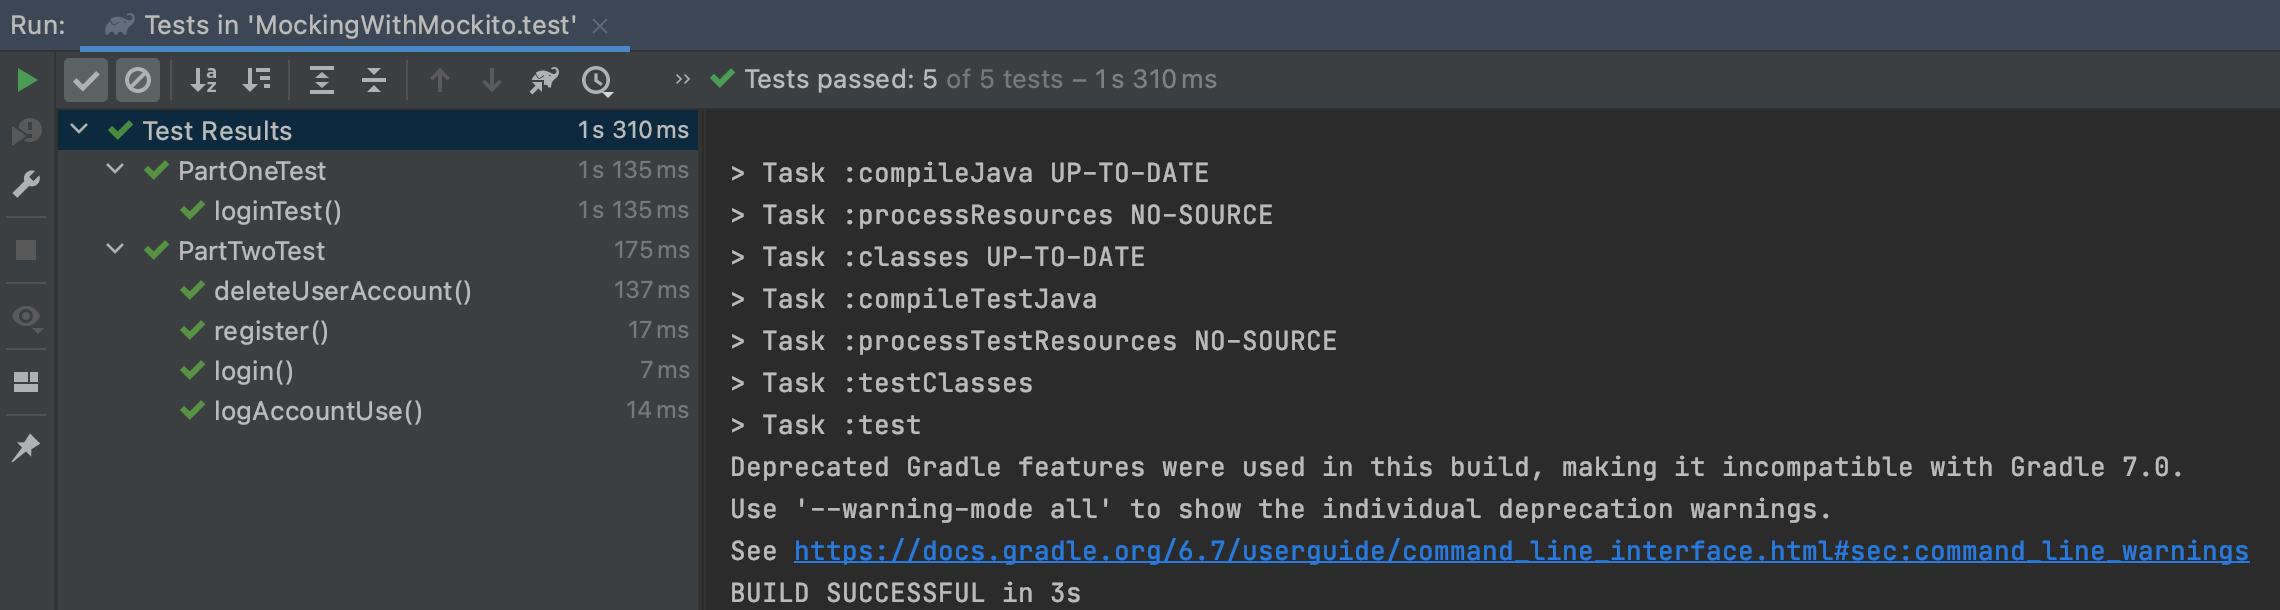 Run: Tests in 'MockingWithMockito.test' ×
» Tests passed: 5 of 5 tests – 1 s 310 ms
Test Results 1 s 310 ms
PartOneTest 1 s 135 ms
loginTest() 1 s 135 ms
PartTwoTest 175 ms
deleteUserAccount() 137 ms
register() 17 ms
login() 7 ms
logAccountUse() 14 ms
> Task :compileJava UP-TO-DATE
> Task :processResources NO-SOURCE
> Task :classes UP-TO-DATE
> Task :compileTestJava
> Task :processTestResources NO-SOURCE
> Task :testClasses
> Task :test
Deprecated Gradle features were used in this build, making it incompatible with Gradle 7.0.
Use '--warning-mode all' to show the individual deprecation warnings.
See https://docs.gradle.org/6.7/userguide/command_line_interface.html#sec:command_line_warnings
BUILD SUCCESSFUL in 3s